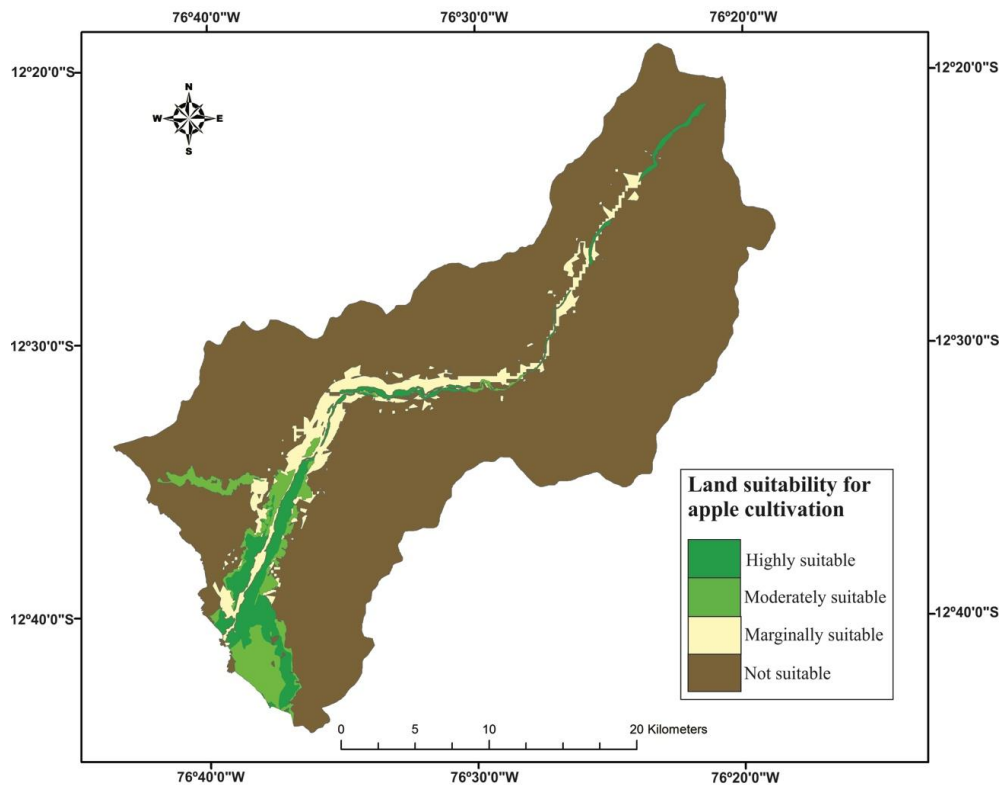 76°40'0"W 76°30'0"W 76°20'0"W
12°20'0"S 12°20'0"S
N
W E
S
12°30'0"S 12°30'0"S
Land suitability for
apple cultivation
Highly suitable
Moderately suitable
Marginally suitable
Not suitable
12°40'0"S 12°40'0"S
0 5 10 20 Kilometers
76°40'0"W 76°30'0"W 76°20'0"W